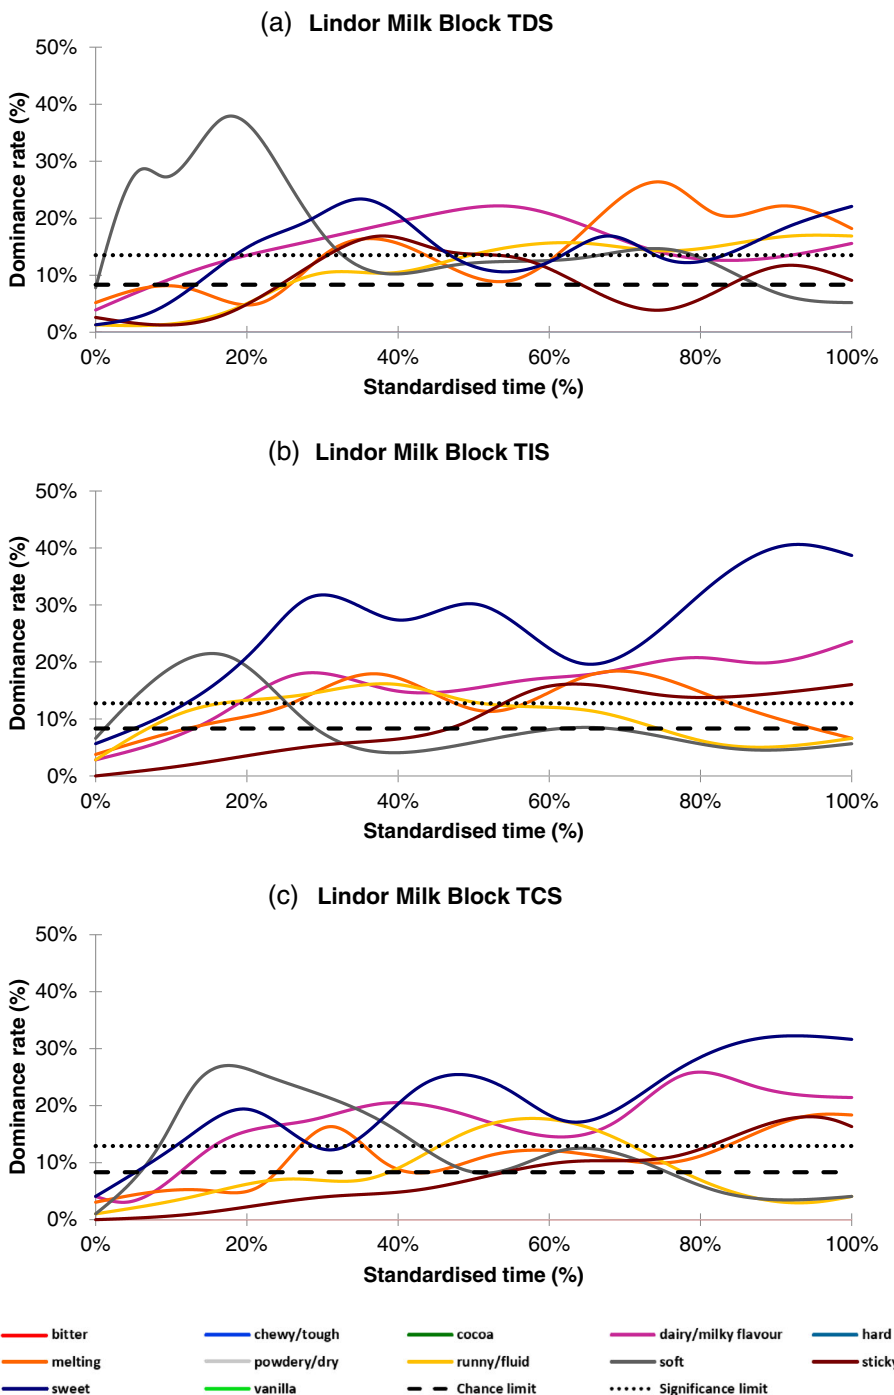 (a) Lindor Milk Block TDS
50%
40%
30%
20%
10%
0%
Dominance rate (%)
0% 20% 40% 60% 80% 100%
Standardised time (%)
(b) Lindor Milk Block TIS
50%
40%
30%
20%
10%
0%
Dominance rate (%)
0% 20% 40% 60% 80% 100%
Standardised time (%)
(c) Lindor Milk Block TCS
50%
40%
30%
20%
10%
0%
Dominance rate (%)
0% 20% 40% 60% 80% 100%
Standardised time (%)
bitter chewy/tough cocoa dairy/milky flavour hard
melting powdery/dry runny/fluid soft sticky
sweet vanilla Chance limit Significance limit